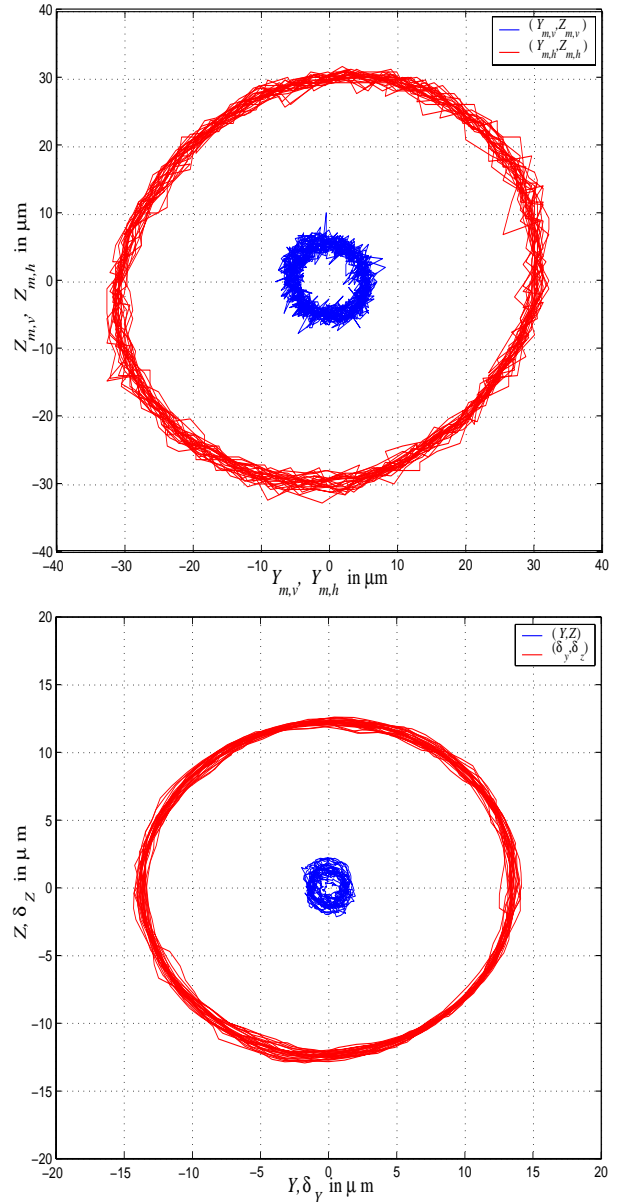 40
30
20
10
0
−10
−20
−30
−40
Z_{m,v}, Z_{m,h} in μm
(Y_{m,v},Z_{m,v})
(Y_{m,h},Z_{m,h})
−40 −30 −20 −10 0 10 20 30 40
Y_{m,v}, Y_{m,h} in μm
20
15
10
5
0
−5
−10
−15
−20
Z, δ_Z in μ m
(Y,Z)
(δ_y,δ_z)
−20 −15 −10 −5 0 5 10 15 20
Y, δ_Y in μ m